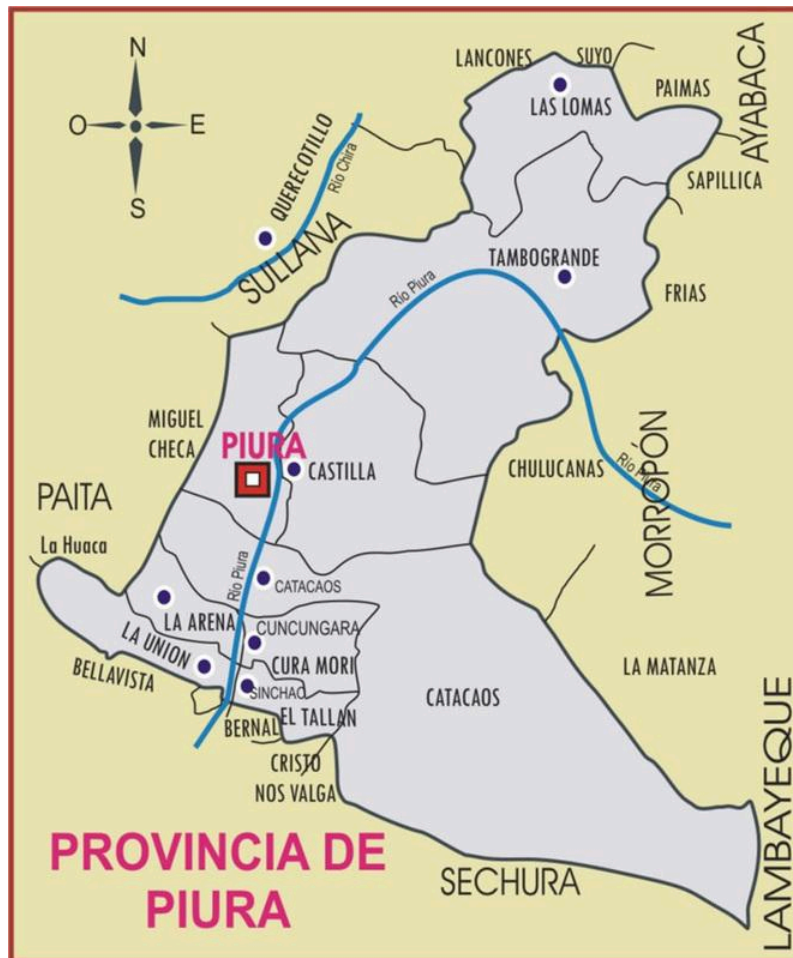 N
O
E
S
LANCONES
SUYO
PAIMAS
AYABACA
LAS LOMAS
SAPILLICA
QUERECOTILLO
Río Chira
SULLANA
TAMBOGRANDE
FRIAS
Río Piura
MIGUEL
CHECA
PIURA
CASTILLA
CHULUCANAS
Río Piura
MORROPÓN
PAITA
La Huaca
Río Piura
CATACAOS
LA ARENA
CUNCUNGARA
LA UNION
CURA MORI
BELLAVISTA
SINCHAO
EL TALLAN
BERNAL
CATACAOS
LA MATANZA
CRISTO
NOS VALGA
SECHURA
LAMBAYEQUE
PROVINCIA DE
PIURA